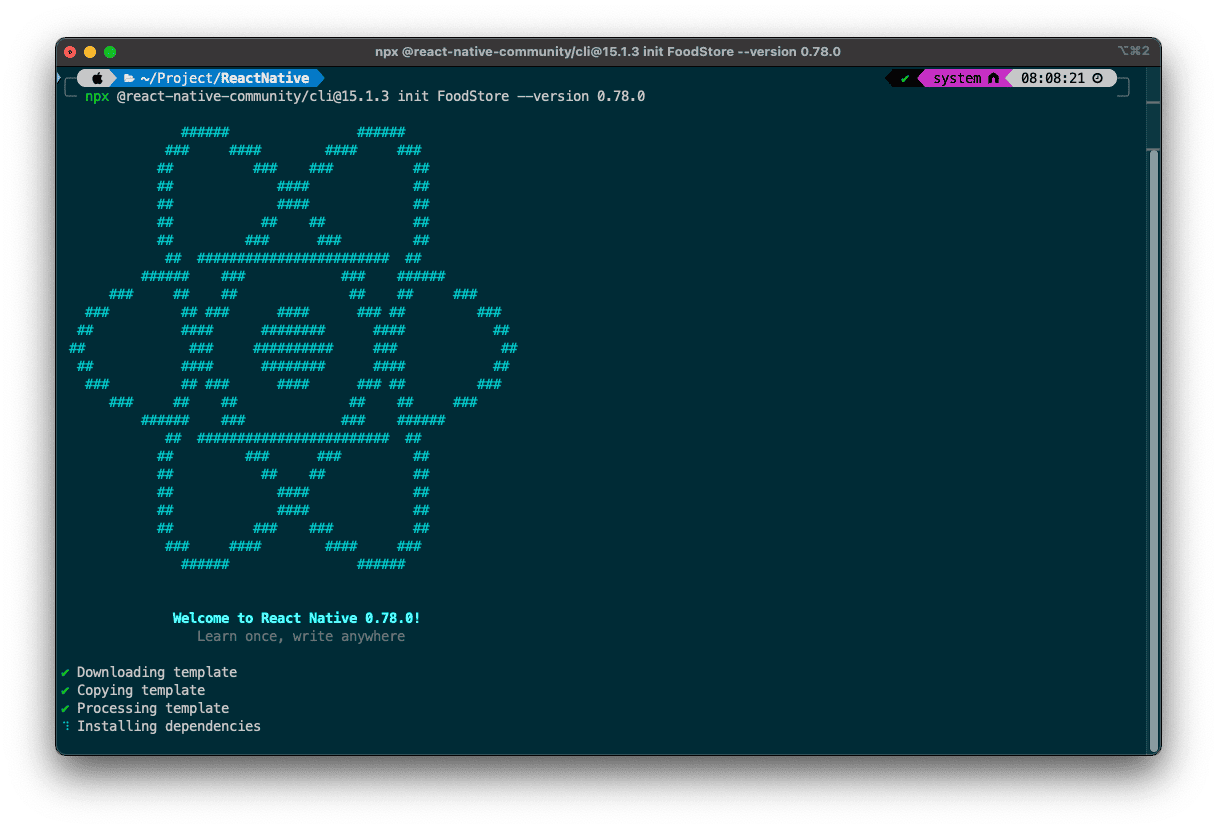 npx @react-native-community/cli@15.1.3 init FoodStore --version 0.78.0
⌥⌘2
~/Project/ReactNative ✔ system 08:08:21
npx @react-native-community/cli@15.1.3 init FoodStore --version 0.78.0
               ######                ######
             ###     ####        ####     ###
            ##          ###    ###          ##
            ##             ####             ##
            ##             ####             ##
            ##           ##    ##           ##
            ##         ###      ###         ##
             ##  ########################  ##
          ######    ###            ###    ######
      ###     ##    ##              ##    ##     ###
   ###         ## ###      ####      ### ##         ###
  ##           ####      ########      ####           ##
 ##             ###     ##########     ###             ##
  ##           ####      ########      ####           ##
   ###         ## ###      ####      ### ##         ###
      ###     ##    ##              ##    ##     ###
          ######    ###            ###    ######
             ##  ########################  ##
            ##         ###      ###         ##
            ##           ##    ##           ##
            ##             ####             ##
            ##             ####             ##
            ##          ###    ###          ##
             ###     ####        ####     ###
               ######                ######
Welcome to React Native 0.78.0!
Learn once, write anywhere
✔ Downloading template
✔ Copying template
✔ Processing template
⠹ Installing dependencies